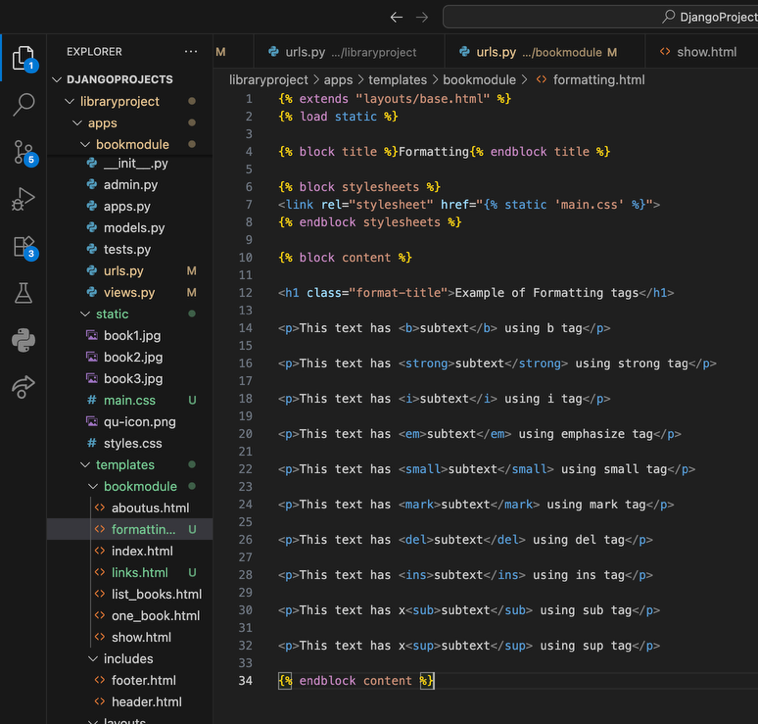 DjangoProject
EXPLORER
M
urls.py .../libraryproject
urls.py .../bookmodule M
show.html
DJANGOPROJECTS
libraryproject
apps
bookmodule
__init__.py
admin.py
apps.py
models.py
tests.py
urls.py M
views.py M
static
book1.jpg
book2.jpg
book3.jpg
# main.css U
qu-icon.png
# styles.css
templates
bookmodule
aboutus.html
formattin... U
index.html
links.html U
list_books.html
one_book.html
show.html
includes
footer.html
header.html
layouts
1
5
3
libraryproject > apps > templates > bookmodule > formatting.html
1 {% extends "layouts/base.html" %}
2 {% load static %}
3
4 {% block title %}Formatting{% endblock title %}
5
6 {% block stylesheets %}
7 <link rel="stylesheet" href="{% static 'main.css' %}">
8 {% endblock stylesheets %}
9
10 {% block content %}
11
12 <h1 class="format-title">Example of Formatting tags</h1>
13
14 <p>This text has <b>subtext</b> using b tag</p>
15
16 <p>This text has <strong>subtext</strong> using strong tag</p>
17
18 <p>This text has <i>subtext</i> using i tag</p>
19
20 <p>This text has <em>subtext</em> using emphasize tag</p>
21
22 <p>This text has <small>subtext</small> using small tag</p>
23
24 <p>This text has <mark>subtext</mark> using mark tag</p>
25
26 <p>This text has <del>subtext</del> using del tag</p>
27
28 <p>This text has <ins>subtext</ins> using ins tag</p>
29
30 <p>This text has x<sub>subtext</sub> using sub tag</p>
31
32 <p>This text has x<sup>subtext</sup> using sup tag</p>
33
34 {% endblock content %}